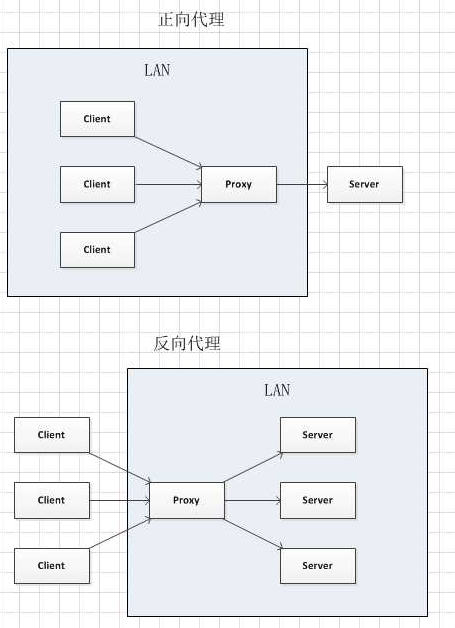 正向代理
LAN
Client
Client
Proxy
Server
Client
反向代理
LAN
Client
Server
Client
Proxy
Server
Client
Server